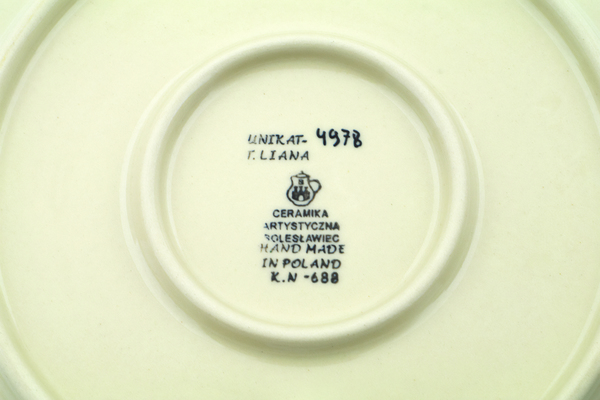 UNIKAT- 4978
T. LIANA
CERAMIKA
ARTYSTYCZNA
BOLESŁAWIEC
HAND MADE
IN POLAND
K.N -688